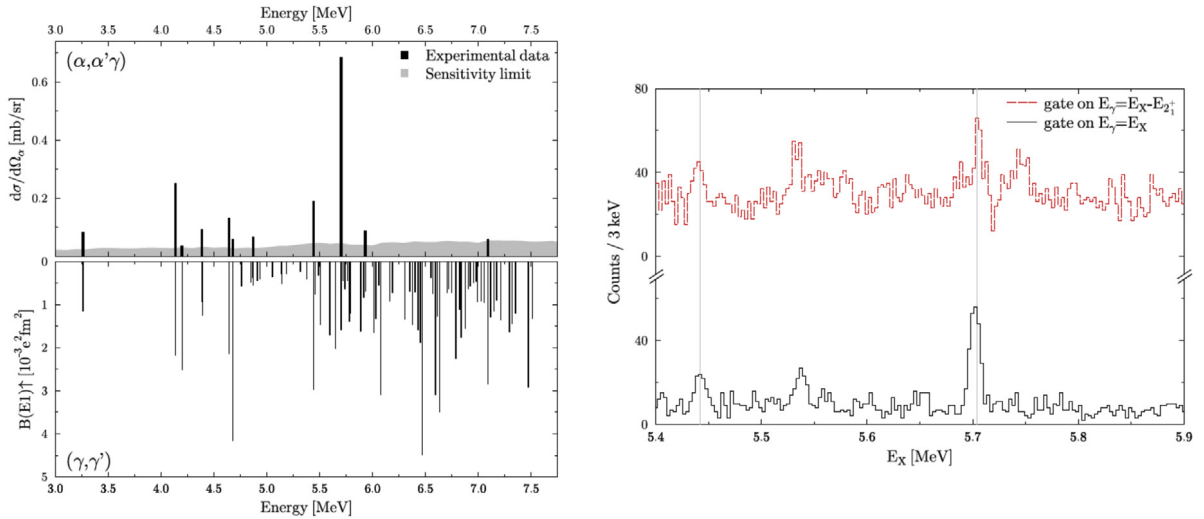 Energy [MeV]
3.0 3.5 4.0 4.5 5.0 5.5 6.0 6.5 7.0 7.5
(α,α'γ)
Experimental data
Sensitivity limit
dσ/dΩα [mb/sr]
0.6
0.4
0.2
0
1
2
3
4
5
B(E1)↑ [10⁻³e²fm²]
(γ,γ')
3.0 3.5 4.0 4.5 5.0 5.5 6.0 6.5 7.0 7.5
Energy [MeV]
80
gate on Eγ=EX-E2₁⁺
gate on Eγ=EX
40
0
Counts / 3 keV
40
0
5.4 5.5 5.6 5.7 5.8 5.9
EX [MeV]